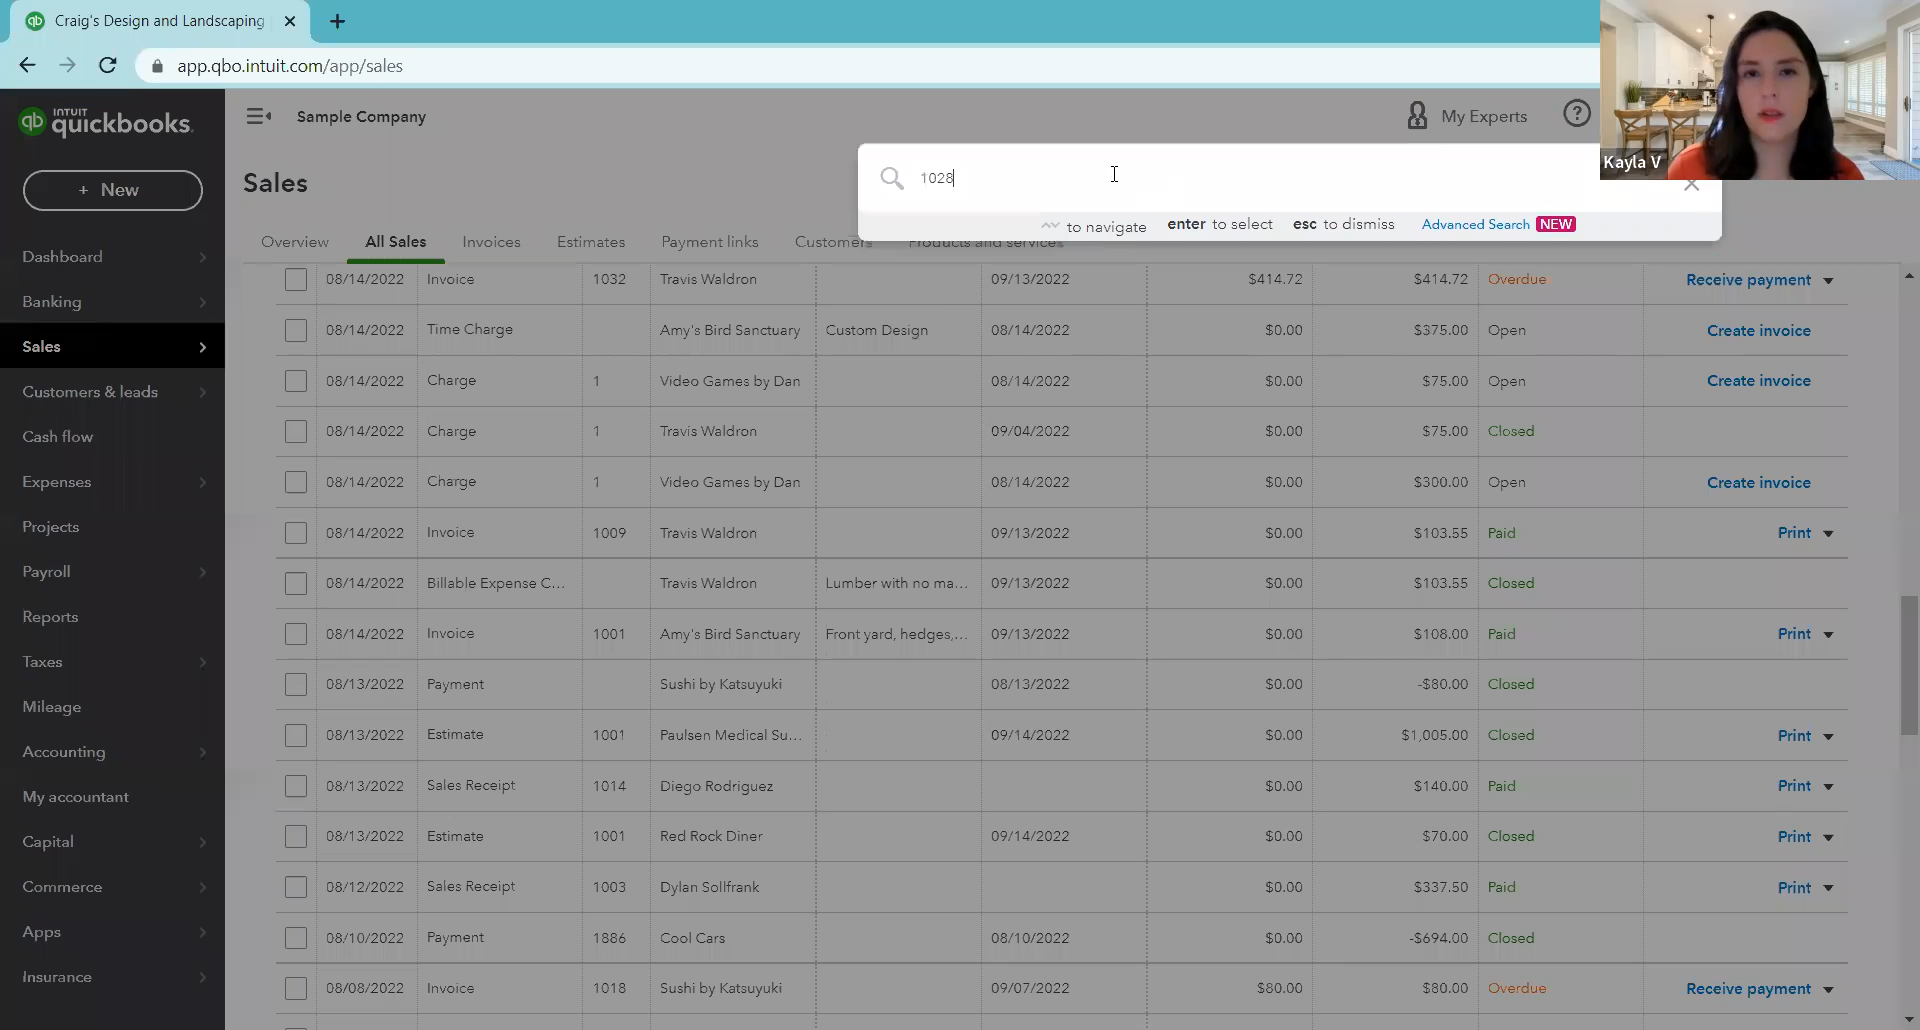 Craig's Design and Landscaping
app.qbo.intuit.com/app/sales
INTUIT
quickbooks.
+ New
Dashboard
Banking
Sales
Customers & leads
Cash flow
Expenses
Projects
Payroll
Reports
Taxes
Mileage
Accounting
My accountant
Capital
Commerce
Apps
Insurance
Sample Company
My Experts
Kayla V
Sales
1028
to navigate enter to select esc to dismiss Advanced Search NEW
Overview All Sales Invoices Estimates Payment links Customers Products and services
08/14/2022 Invoice 1032 Travis Waldron 09/13/2022 $414.72 $414.72 Overdue Receive payment
08/14/2022 Time Charge Amy's Bird Sanctuary Custom Design 08/14/2022 $0.00 $375.00 Open Create invoice
08/14/2022 Charge 1 Video Games by Dan 08/14/2022 $0.00 $75.00 Open Create invoice
08/14/2022 Charge 1 Travis Waldron 09/04/2022 $0.00 $75.00 Closed
08/14/2022 Charge 1 Video Games by Dan 08/14/2022 $0.00 $300.00 Open Create invoice
08/14/2022 Invoice 1009 Travis Waldron 09/13/2022 $0.00 $103.55 Paid Print
08/14/2022 Billable Expense C... Travis Waldron Lumber with no ma... 09/13/2022 $0.00 $103.55 Closed
08/14/2022 Invoice 1001 Amy's Bird Sanctuary Front yard, hedges,... 09/13/2022 $0.00 $108.00 Paid Print
08/13/2022 Payment Sushi by Katsuyuki 08/13/2022 $0.00 -$80.00 Closed
08/13/2022 Estimate 1001 Paulsen Medical Su... 09/14/2022 $0.00 $1,005.00 Closed Print
08/13/2022 Sales Receipt 1014 Diego Rodriguez $0.00 $140.00 Paid Print
08/13/2022 Estimate 1001 Red Rock Diner 09/14/2022 $0.00 $70.00 Closed Print
08/12/2022 Sales Receipt 1003 Dylan Sollfrank $0.00 $337.50 Paid Print
08/10/2022 Payment 1886 Cool Cars 08/10/2022 $0.00 -$694.00 Closed
08/08/2022 Invoice 1018 Sushi by Katsuyuki 09/07/2022 $80.00 $80.00 Overdue Receive payment